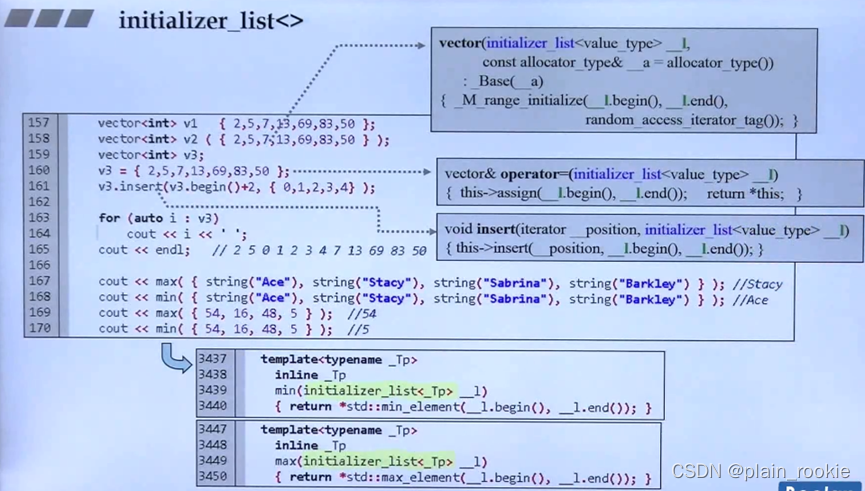 initializer_list<>
vector(initializer_list<value_type> __l,
const allocator_type& __a = allocator_type())
: _Base(__a)
{ _M_range_initialize(__l.begin(), __l.end(),
random_access_iterator_tag()); }
157 vector<int> v1 { 2,5,7,13,69,83,50 };
158 vector<int> v2 ( { 2,5,7,13,69,83,50 } );
159 vector<int> v3;
160 v3 = { 2,5,7,13,69,83,50 };
161 v3.insert(v3.begin()+2, { 0,1,2,3,4} );
162
163 for (auto i : v3)
164 cout << i << ' ';
165 cout << endl; // 2 5 0 1 2 3 4 7 13 69 83 50
166
167 cout << max( { string("Ace"), string("Stacy"), string("Sabrina"), string("Barkley") } ); //Stacy
168 cout << min( { string("Ace"), string("Stacy"), string("Sabrina"), string("Barkley") } ); //Ace
169 cout << max( { 54, 16, 48, 5 } ); //54
170 cout << min( { 54, 16, 48, 5 } ); //5
vector& operator=(initializer_list<value_type> __l)
{ this->assign(__l.begin(), __l.end()); return *this; }
void insert(iterator __position, initializer_list<value_type> __l)
{ this->insert(__position, __l.begin(), __l.end()); }
3437 template<typename _Tp>
3438 inline _Tp
3439 min(initializer_list<_Tp> __l)
3440 { return *std::min_element(__l.begin(), __l.end()); }
3447 template<typename _Tp>
3448 inline _Tp
3449 max(initializer_list<_Tp> __l)
3450 { return *std::max_element(__l.begin(), __l.end()); }
CSDN @plain_rookie